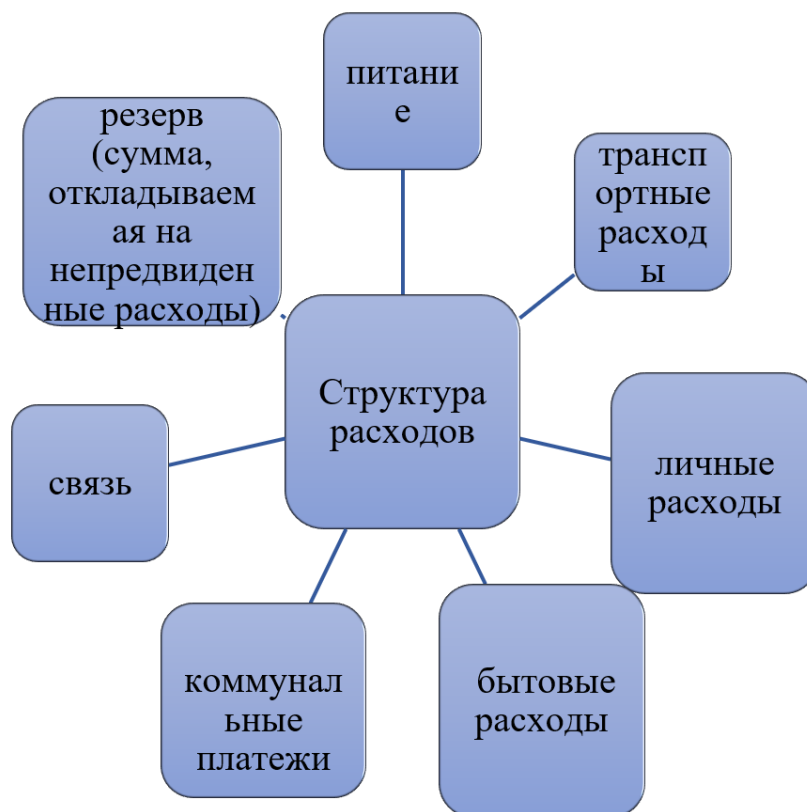 питани
е
трансп
ортные
расход
ы
личные
расходы
бытовые
расходы
коммунал
ьные
платежи
связь
резерв
(сумма,
откладываем
ая на
непредвиден
ные расходы)
Структура
расходов